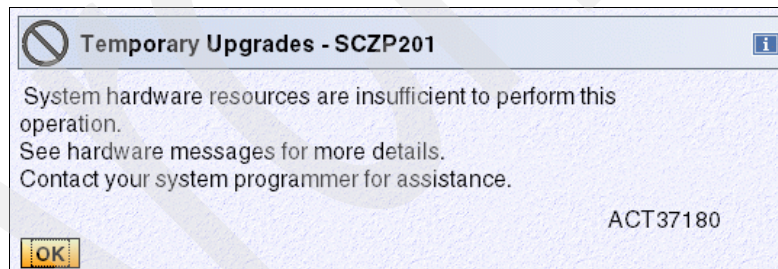 Temporary Upgrades - SCZP201
i
System hardware resources are insufficient to perform this
operation.
See hardware messages for more details.
Contact your system programmer for assistance.
ACT37180
OK